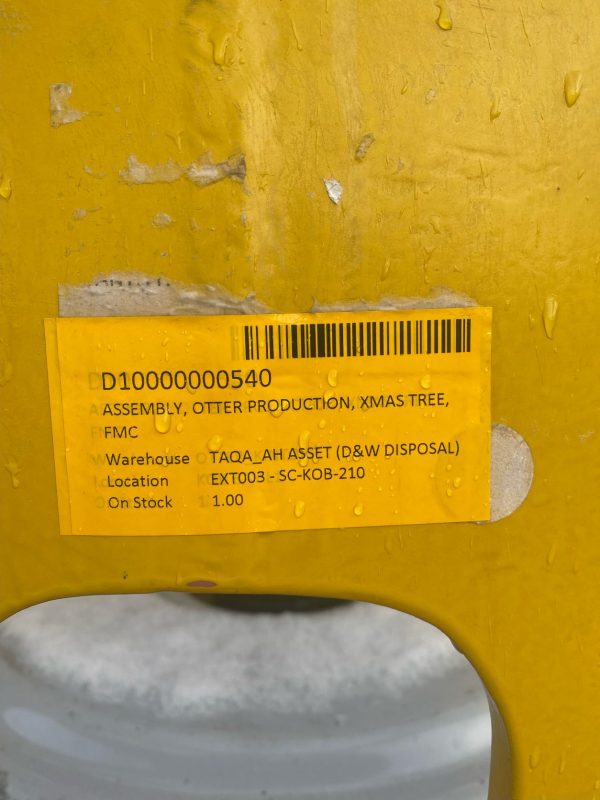 D10000000540
ASSEMBLY, OTTER PRODUCTION, XMAS TREE,
FMC
Warehouse TAQA_AH ASSET (D&W DISPOSAL)
Location EXT003 - SC-KOB-210
On Stock 1.00